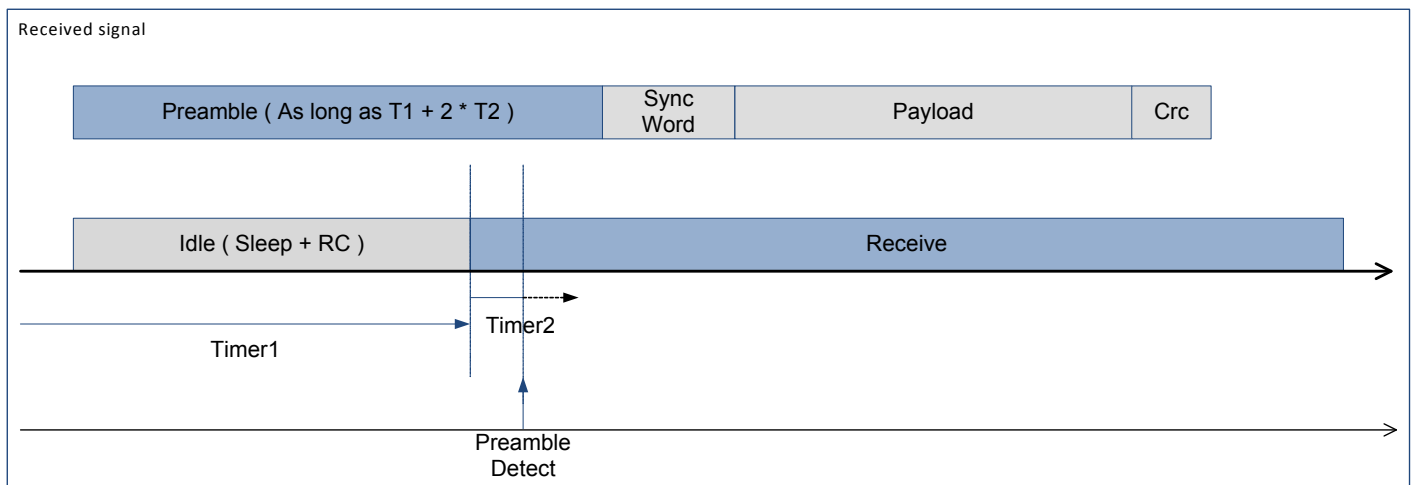 Received signal
Preamble ( As long as T1 + 2 * T2 )
Sync
Word
Payload
Crc
Idle ( Sleep + RC )
Receive
Timer2
Timer1
Preamble
Detect